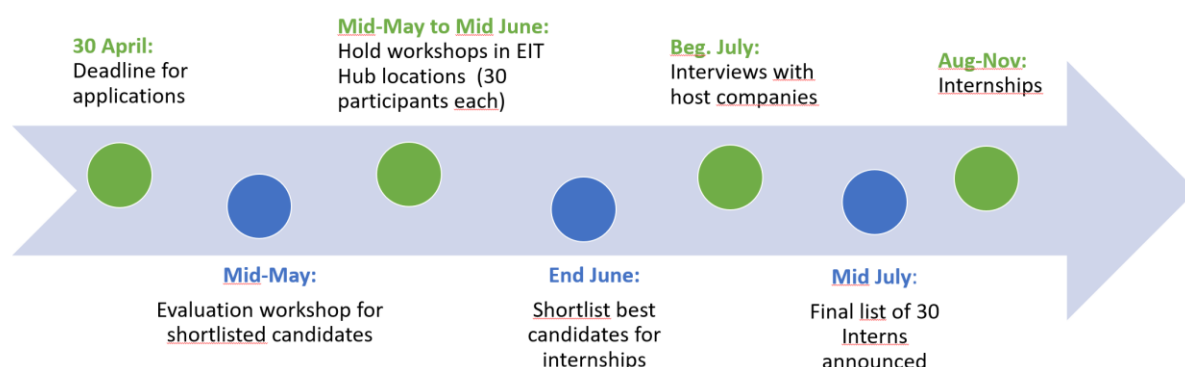 30 April:
Deadline for
applications
Mid-May to Mid June:
Hold workshops in EIT
Hub locations (30
participants each)
Beg. July:
Interviews with
host companies
Aug-Nov:
Internships
Mid-May:
Evaluation workshop for
shortlisted candidates
End June:
Shortlist best
candidates for
internships
Mid July:
Final list of 30
Interns
announced